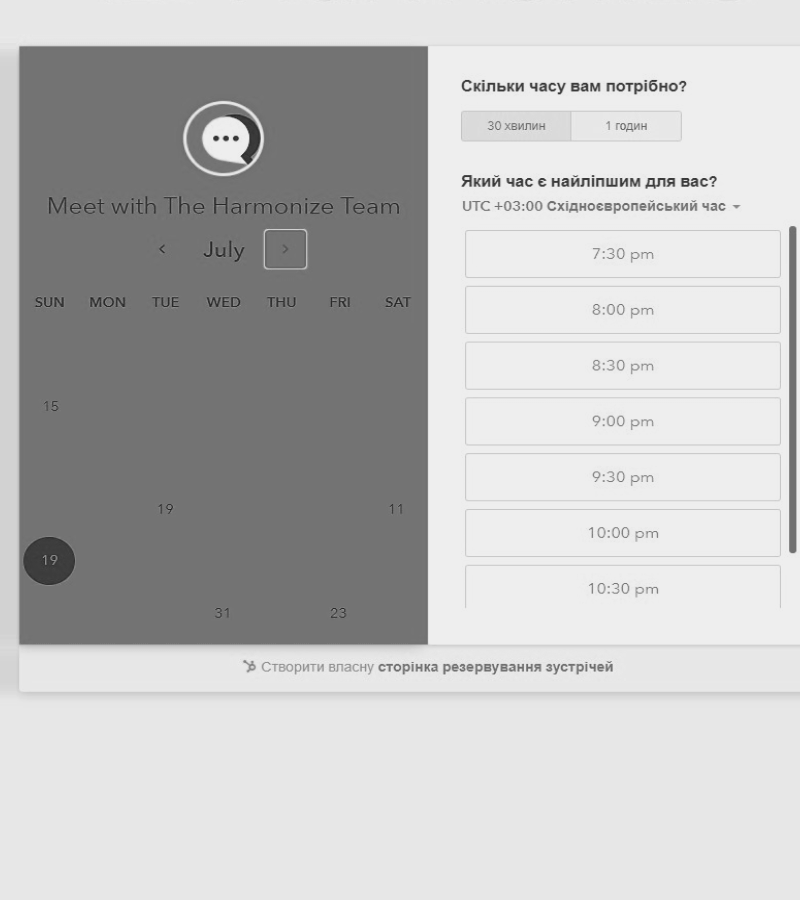 Meet with The Harmonize Team
July
SUN MON TUE WED THU FRI SAT
15
19 11
19
31 23
Скільки часу вам потрібно?
30 хвилин 1 годин
Який час є найліпшим для вас?
UTC +03:00 Східноєвропейський час
7:30 pm
8:00 pm
8:30 pm
9:00 pm
9:30 pm
10:00 pm
10:30 pm
Створити власну сторінка резервування зустрічей